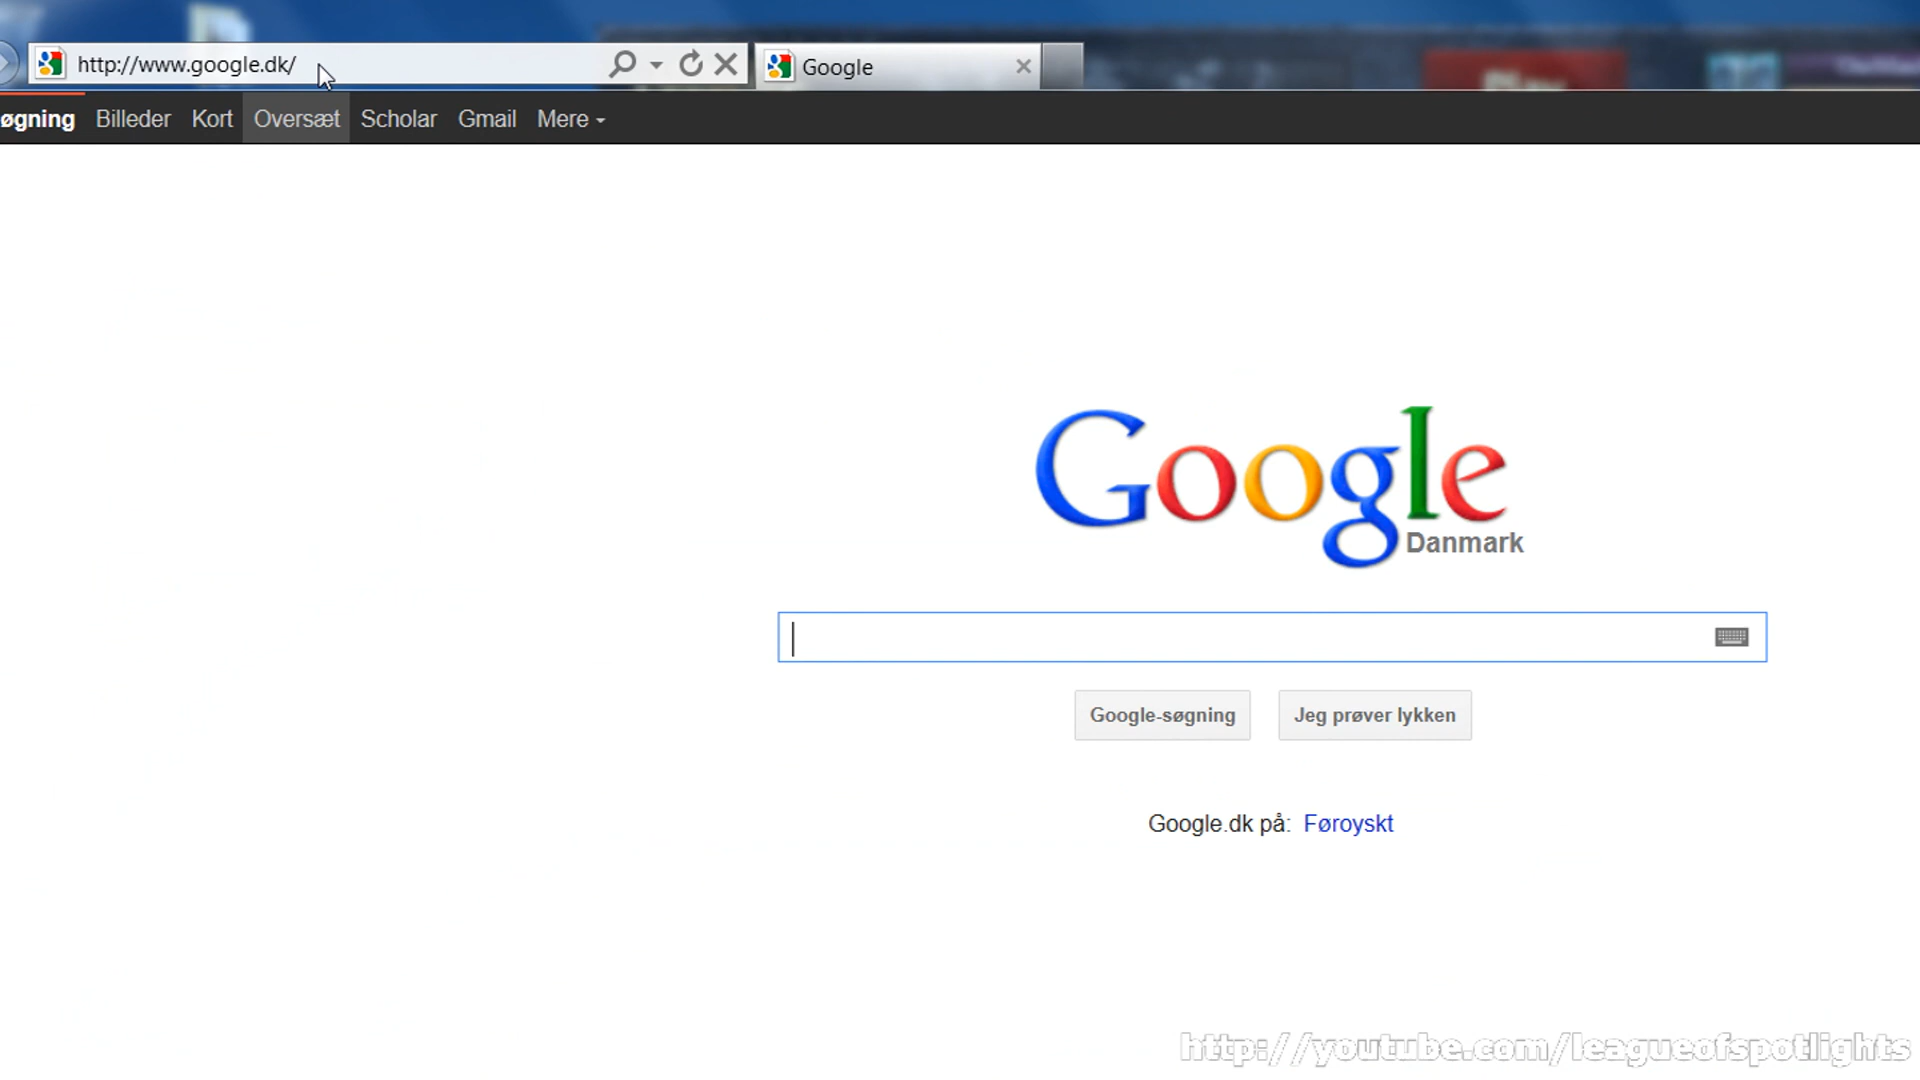 http://www.google.dk/
Google
øgning Billeder Kort Oversæt Scholar Gmail Mere
Google
Danmark
Google-søgning
Jeg prøver lykken
Google.dk på: Føroyskt
http://youtube.com/leagueofspotlights